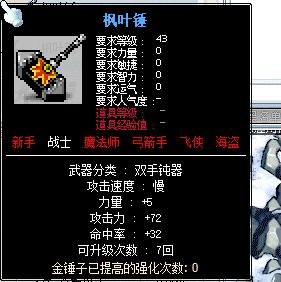 枫叶锤
要求等级： 43
要求力量： 0
要求敏捷： 0
要求智力： 0
要求运气： 0
要求人气度： -
道具等级： -
道具经验值： -
新手 战士 魔法师 弓箭手 飞侠 海盗
武器分类 : 双手钝器
攻击速度 : 慢
力量 : +5
攻击力 : +72
命中率 : +32
可升级次数 : 7回
金锤子已提高的强化次数: 0